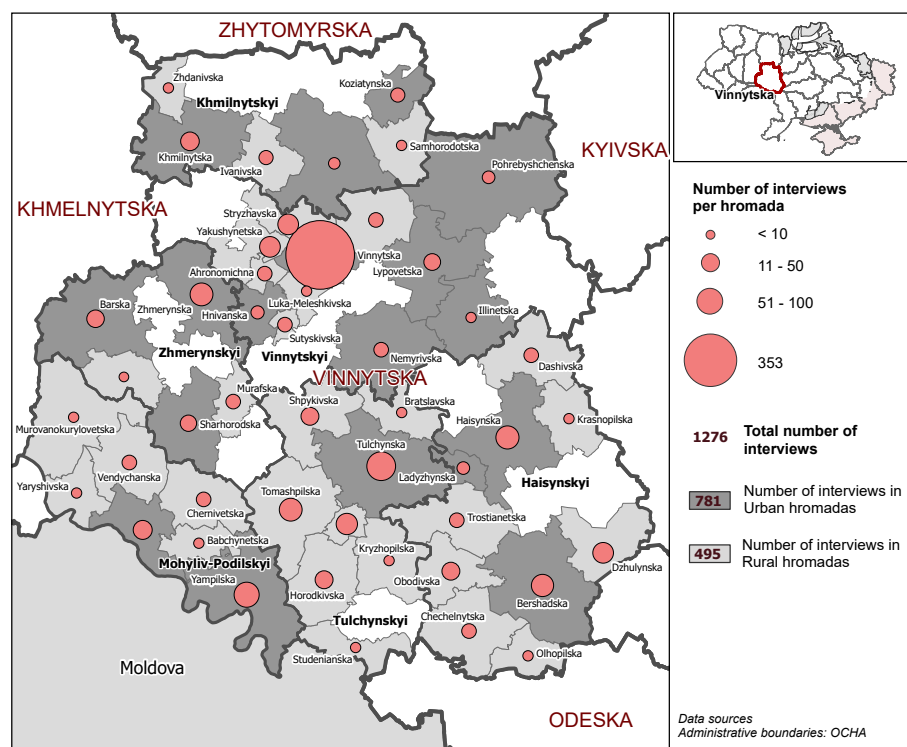 ZHYTOMYRSKA
Zhdanivska
Koziatynska
Khmilnytskyi
Khmilnytska
Ivanivska
Samhorodotska
Pohrebyshchenska
KYIVSKA
KHMELNYTSKA
Stryzhavska
Yakushynetska
Vinnytska
Lypovetska
Ahronomichna
Luka-Meleshkivska
Barska
Zhmerynska
Hnivanska
Illinetska
Sutyskivska
Zhmerynskyi
Vinnytskyi
Nemyrivska
Dashivska
VINNYTSKA
Murafska
Shpykivska
Bratslavska
Haisynska
Krasnopilska
Murovanokurylovetska
Sharhorodska
Tulchynska
Vendychanska
Ladyzhynska
Haisynskyi
Yaryshivska
Tomashpilska
Chernivetska
Trostianetska
Babchynetska
Kryzhopilska
Dzhulynska
Mohyliv-Podilskyi
Yampilska
Horodkivska
Obodivska
Bershadska
Tulchynskyi
Chechelnytska
Studenianska
Olhopilska
Moldova
ODESKA
Vinnytska
Number of interviews
per hromada
< 10
11 - 50
51 - 100
353
1276 Total number of
interviews
781 Number of interviews in
Urban hromadas
495 Number of interviews in
Rural hromadas
Data sources
Administrative boundaries: OCHA